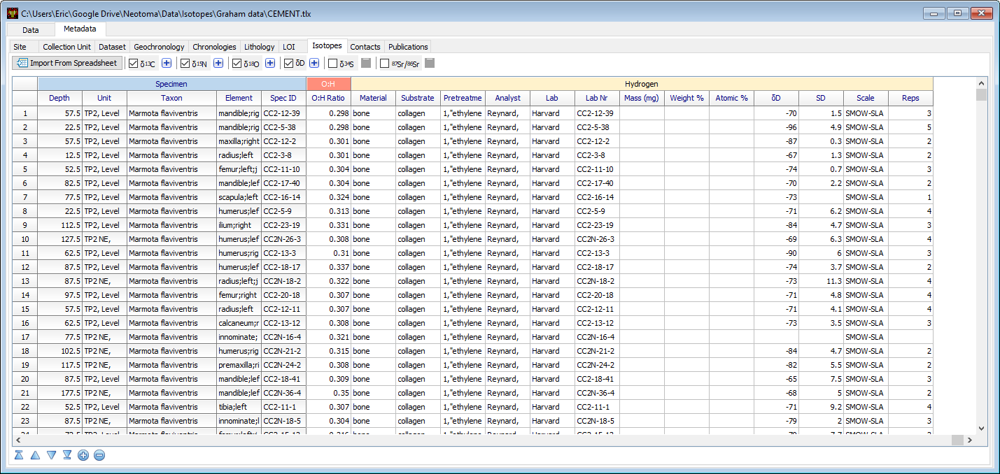 C:\Users\Eric\Google Drive\Neotoma\Data\Isotopes\Graham data\CEMENT.tlx
Data Metadata
Site Collection Unit Dataset Geochronology Chronologies Lithology LOI Isotopes Contacts Publications
Import From Spreadsheet δ13C δ15N δ18O δD δ34S 87Sr/86Sr
Specimen O:H Hydrogen
Depth Unit Taxon Element Spec ID O:H Ratio Material Substrate Pretreatme Analyst Lab Lab Nr Mass (mg) Weight % Atomic % δD SD Scale Reps
1 57.5 TP2, Level Marmota flaviventris mandible;rig CC2-12-39 0.298 bone collagen 1,"ethylene Reynard, Harvard CC2-12-39 -70 1.5 SMOW-SLA 3
2 22.5 TP2, Level Marmota flaviventris mandible;rig CC2-5-38 0.298 bone collagen 1,"ethylene Reynard, Harvard CC2-5-38 -96 4.9 SMOW-SLA 5
3 57.5 TP2, Level Marmota flaviventris maxilla;right CC2-12-2 0.301 bone collagen 1,"ethylene Reynard, Harvard CC2-12-2 -87 0.3 SMOW-SLA 2
4 12.5 TP2, Level Marmota flaviventris radius;left CC2-3-8 0.301 bone collagen 1,"ethylene Reynard, Harvard CC2-3-8 -67 1.3 SMOW-SLA 2
5 52.5 TP2, Level Marmota flaviventris femur;left;j CC2-11-10 0.304 bone collagen 1,"ethylene Reynard, Harvard CC2-11-10 -74 0.7 SMOW-SLA 3
6 82.5 TP2, Level Marmota flaviventris mandible;lef CC2-17-40 0.304 bone collagen 1,"ethylene Reynard, Harvard CC2-17-40 -70 2.2 SMOW-SLA 2
7 77.5 TP2, Level Marmota flaviventris scapula;left CC2-16-14 0.324 bone collagen 1,"ethylene Reynard, Harvard CC2-16-14 -73 SMOW-SLA 1
8 22.5 TP2, Level Marmota flaviventris humerus;lef CC2-5-9 0.313 bone collagen 1,"ethylene Reynard, Harvard CC2-5-9 -71 6.2 SMOW-SLA 4
9 112.5 TP2, Level Marmota flaviventris ilium;right CC2-23-19 0.331 bone collagen 1,"ethylene Reynard, Harvard CC2-23-19 -84 4.7 SMOW-SLA 3
10 127.5 TP2 NE, Marmota flaviventris humerus;lef CC2N-26-3 0.308 bone collagen 1,"ethylene Reynard, Harvard CC2N-26-3 -69 6.3 SMOW-SLA 4
11 62.5 TP2, Level Marmota flaviventris humerus;rig CC2-13-3 0.31 bone collagen 1,"ethylene Reynard, Harvard CC2-13-3 -90 6 SMOW-SLA 3
12 87.5 TP2, Level Marmota flaviventris humerus;lef CC2-18-17 0.337 bone collagen 1,"ethylene Reynard, Harvard CC2-18-17 -74 3.7 SMOW-SLA 2
13 87.5 TP2 NE, Marmota flaviventris radius;left;j CC2N-18-2 0.322 bone collagen 1,"ethylene Reynard, Harvard CC2N-18-2 -73 11.3 SMOW-SLA 4
14 97.5 TP2, Level Marmota flaviventris femur;right CC2-20-18 0.307 bone collagen 1,"ethylene Reynard, Harvard CC2-20-18 -71 4.8 SMOW-SLA 4
15 57.5 TP2, Level Marmota flaviventris radius;left CC2-12-11 0.307 bone collagen 1,"ethylene Reynard, Harvard CC2-12-11 -71 4.1 SMOW-SLA 4
16 62.5 TP2, Level Marmota flaviventris calcaneum;r CC2-13-12 0.308 bone collagen 1,"ethylene Reynard, Harvard CC2-13-12 -73 3.5 SMOW-SLA 3
17 77.5 TP2 NE, Marmota flaviventris innominate; CC2N-16-4 0.321 bone collagen 1,"ethylene Reynard, Harvard CC2N-16-4 SMOW-SLA
18 102.5 TP2 NE, Marmota flaviventris humerus;rig CC2N-21-2 0.315 bone collagen 1,"ethylene Reynard, Harvard CC2N-21-2 -84 4.7 SMOW-SLA 2
19 117.5 TP2 NE, Marmota flaviventris premaxilla;ri CC2N-24-2 0.308 bone collagen 1,"ethylene Reynard, Harvard CC2N-24-2 -82 5.5 SMOW-SLA 2
20 87.5 TP2, Level Marmota flaviventris mandible;lef CC2-18-41 0.309 bone collagen 1,"ethylene Reynard, Harvard CC2-18-41 -65 7.5 SMOW-SLA 3
21 177.5 TP2 NE, Marmota flaviventris mandible;lef CC2N-36-4 0.35 bone collagen 1,"ethylene Reynard, Harvard CC2N-36-4 -68 5 SMOW-SLA 2
22 52.5 TP2, Level Marmota flaviventris tibia;left CC2-11-1 0.307 bone collagen 1,"ethylene Reynard, Harvard CC2-11-1 -71 9.2 SMOW-SLA 4
23 87.5 TP2 NE, Marmota flaviventris innominate;l CC2N-18-5 0.304 bone collagen 1,"ethylene Reynard, Harvard CC2N-18-5 -79 2 SMOW-SLA 3